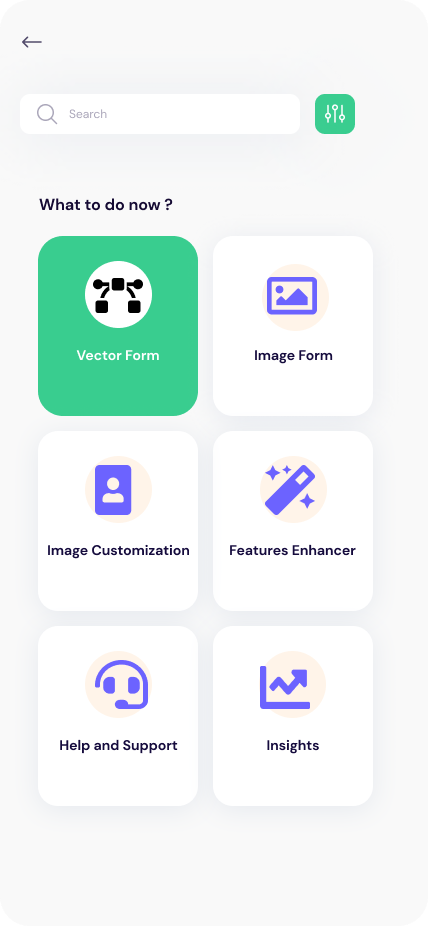 Search
What to do now ?
Vector Form
Image Form
Image Customization
Features Enhancer
Help and Support
Insights